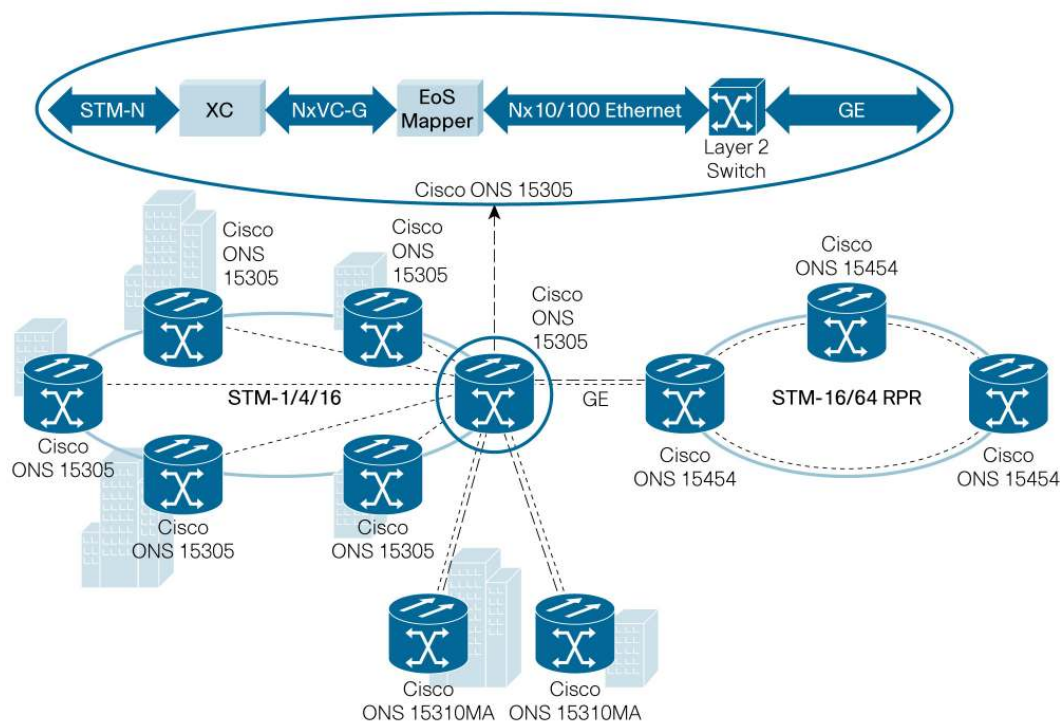 STM-N
XC
NxVC-G
EoS
Mapper
Nx10/100 Ethernet
Layer 2
Switch
GE
Cisco ONS 15305
Cisco
ONS
15305
Cisco
ONS
15305
Cisco
ONS
15305
Cisco
ONS 15454
STM-1/4/16
GE
STM-16/64 RPR
Cisco
ONS 15305
Cisco
ONS 15305
Cisco
ONS 15305
Cisco
ONS 15454
Cisco
ONS 15454
Cisco
ONS 15310MA
Cisco
ONS 15310MA